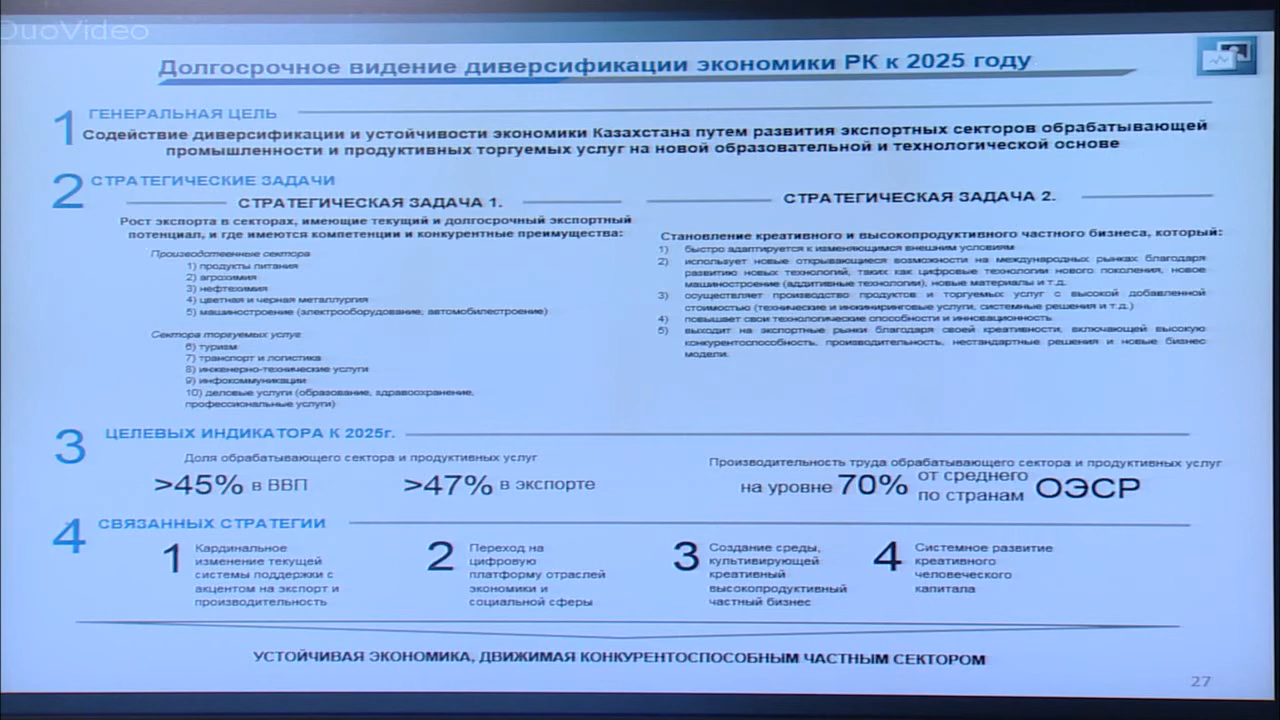 DuoVideo
Долгосрочное видение диверсификации экономики РК к 2025 году
1 ГЕНЕРАЛЬНАЯ ЦЕЛЬ
Содействие диверсификации и устойчивости экономики Казахстана путем развития экспортных секторов обрабатывающей
промышленности и продуктивных торгуемых услуг на новой образовательной и технологической основе
2 СТРАТЕГИЧЕСКИЕ ЗАДАЧИ
СТРАТЕГИЧЕСКАЯ ЗАДАЧА 1.
Рост экспорта в секторах, имеющие текущий и долгосрочный экспортный
потенциал, и где имеются компетенции и конкурентные преимущества:
Производственные сектора
1) продукты питания
2) агрохимия
3) нефтехимия
4) цветная и черная металлургия
5) машиностроение (электрооборудование, автомобилестроение)
Сектора торгуемых услуг
6) туризм
7) транспорт и логистика
8) инженерно-технические услуги
9) инфокоммуникации
10) деловые услуги (образование, здравоохранение,
профессиональные услуги)
СТРАТЕГИЧЕСКАЯ ЗАДАЧА 2.
Становление креативного и высокопродуктивного частного бизнеса, который:
1) быстро адаптируется к изменяющимся внешним условиям
2) использует новые открывающиеся возможности на международных рынках благодаря
развитию новых технологий, таких как цифровые технологии нового поколения, новое
машиностроение (аддитивные технологии), новые материалы и т.д.
3) осуществляет производство продуктов и торгуемых услуг с высокой добавленной
стоимостью (технические и инжиниринговые услуги, системные решения и т.д.)
4) повышает свои технологические способности и инновационность
5) выходит на экспортные рынки благодаря своей креативности, включающей высокую
конкурентоспособность, производительность, нестандартные решения и новые бизнес
модели.
3 ЦЕЛЕВЫХ ИНДИКАТОРА К 2025г.
Доля обрабатывающего сектора и продуктивных услуг
>45% в ВВП
>47% в экспорте
Производительность труда обрабатывающего сектора и продуктивных услуг
на уровне 70% от среднего по странам ОЭСР
4 СВЯЗАННЫХ СТРАТЕГИИ
1 Кардинальное
изменение текущей
системы поддержки с
акцентом на экспорт и
производительность
2 Переход на
цифровую
платформу отраслей
экономики и
социальной сферы
3 Создание среды,
культивирующей
креативный
высокопродуктивный
частный бизнес
4 Системное развитие
креативного
человеческого
капитала
УСТОЙЧИВАЯ ЭКОНОМИКА, ДВИЖИМАЯ КОНКУРЕНТОСПОСОБНЫМ ЧАСТНЫМ СЕКТОРОМ
27